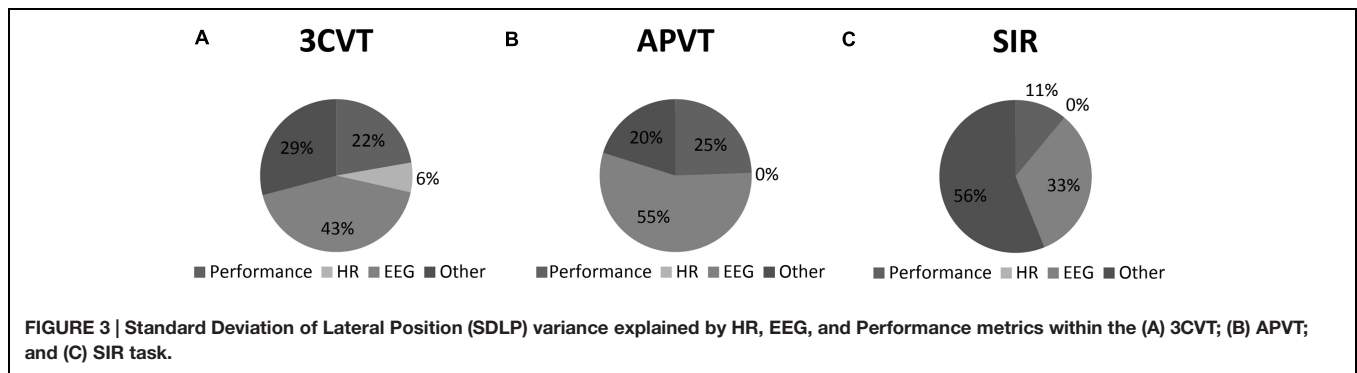 A 3CVT B APVT C SIR
22%
6%
43%
29%
25%
0%
55%
20%
11%
0%
33%
56%
Performance HR EEG Other
Performance HR EEG Other
Performance HR EEG Other
FIGURE 3 | Standard Deviation of Lateral Position (SDLP) variance explained by HR, EEG, and Performance metrics within the (A) 3CVT; (B) APVT;
and (C) SIR task.